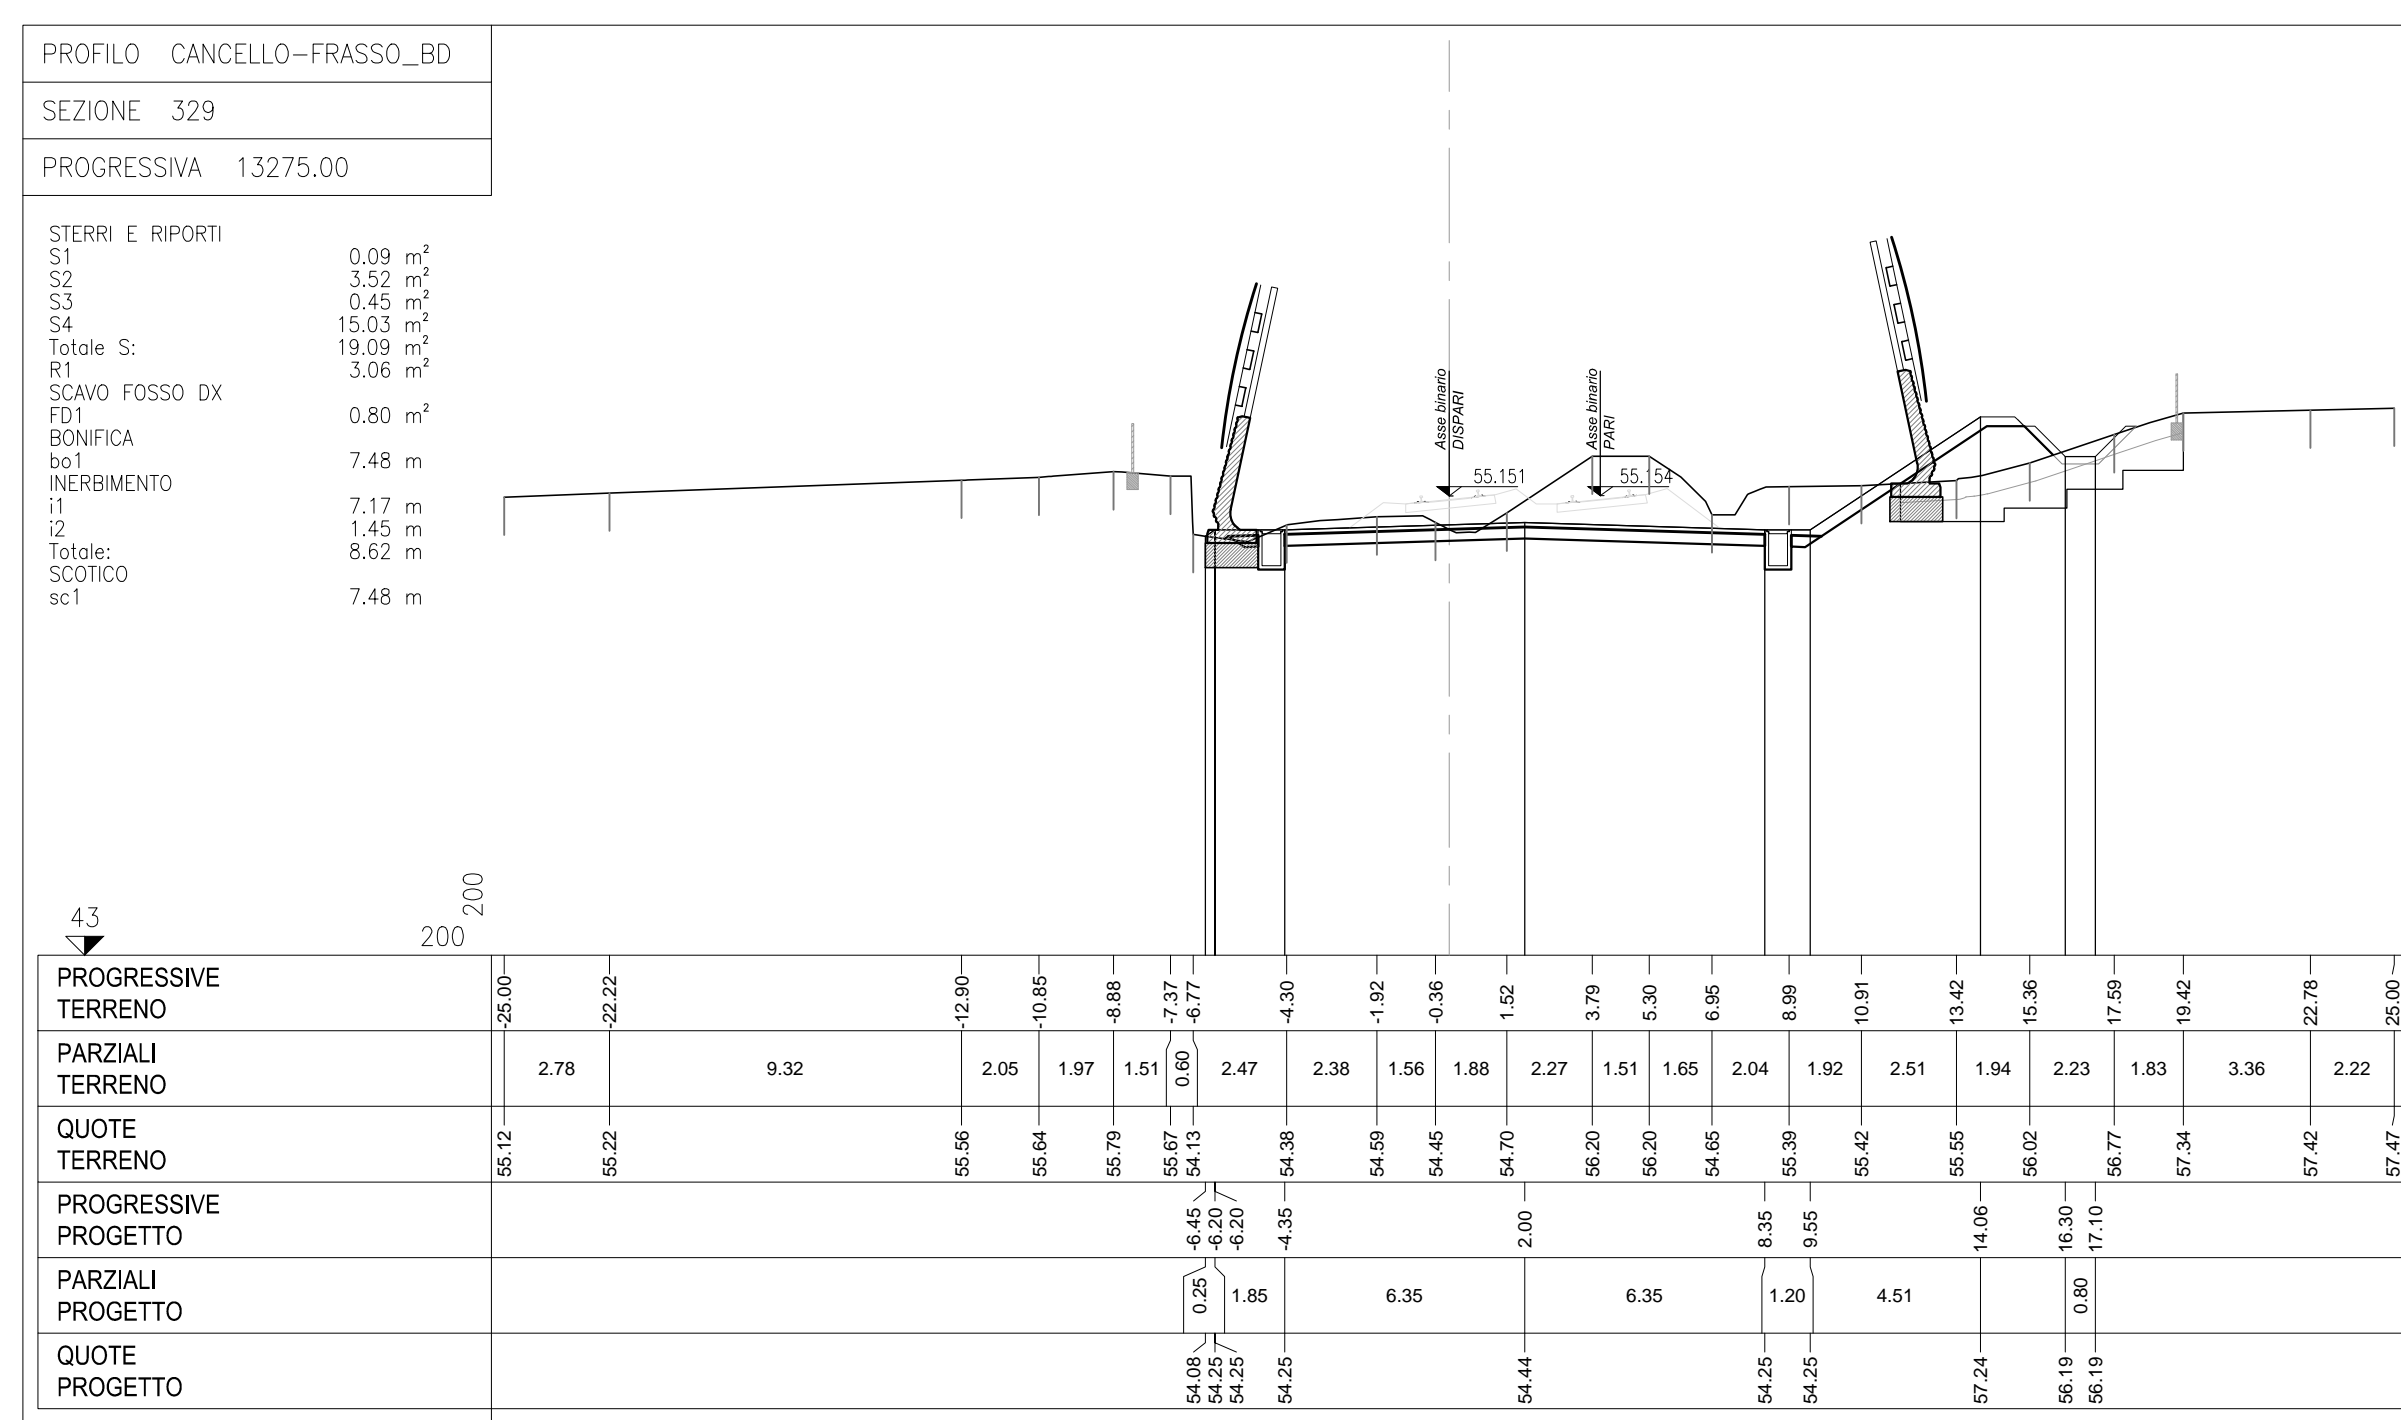 PROFILO CANCELLO-FRASSO_BD
SEZIONE 329
PROGRESSIVA 13275.00
STERRI E RIPORTI
S1 0.09 m²
S2 3.52 m²
S3 0.45 m²
S4 15.03 m²
Totale S: 19.09 m²
R1 3.06 m²
SCAVO FOSSO DX
FD1 0.80 m²
BONIFICA
bo1 7.48 m
INERBIMENTO
i1 7.17 m
i2 1.45 m
Totale: 8.62 m
SCOTICO
sc1 7.48 m
Asse binario
DISPARI
55.151
Asse binario
PARI
55.154
43
200
200
PROGRESSIVE
TERRENO
-25.00 -22.22 -12.90 -10.85 -8.88 -7.37 -6.77 -4.30 -1.92 -0.36 1.52 3.79 5.30 6.95 8.99 10.91 13.42 15.36 17.59 19.42 22.78 25.00
PARZIALI
TERRENO
2.78 9.32 2.05 1.97 1.51 0.60 2.47 2.38 1.56 1.88 2.27 1.51 1.65 2.04 1.92 2.51 1.94 2.23 1.83 3.36 2.22
QUOTE
TERRENO
55.12 55.22 55.56 55.64 55.79 55.67 54.13 54.38 54.59 54.45 54.70 56.20 56.20 54.65 55.39 55.42 55.55 56.02 56.77 57.34 57.42 57.47
PROGRESSIVE
PROGETTO
-6.45 -6.20 -6.20 -4.35 2.00 8.35 9.55 14.06 16.30 17.10
PARZIALI
PROGETTO
0.25 1.85 6.35 6.35 1.20 4.51 0.80
QUOTE
PROGETTO
54.08 54.25 54.25 54.25 54.44 54.25 54.25 57.24 56.19 56.19